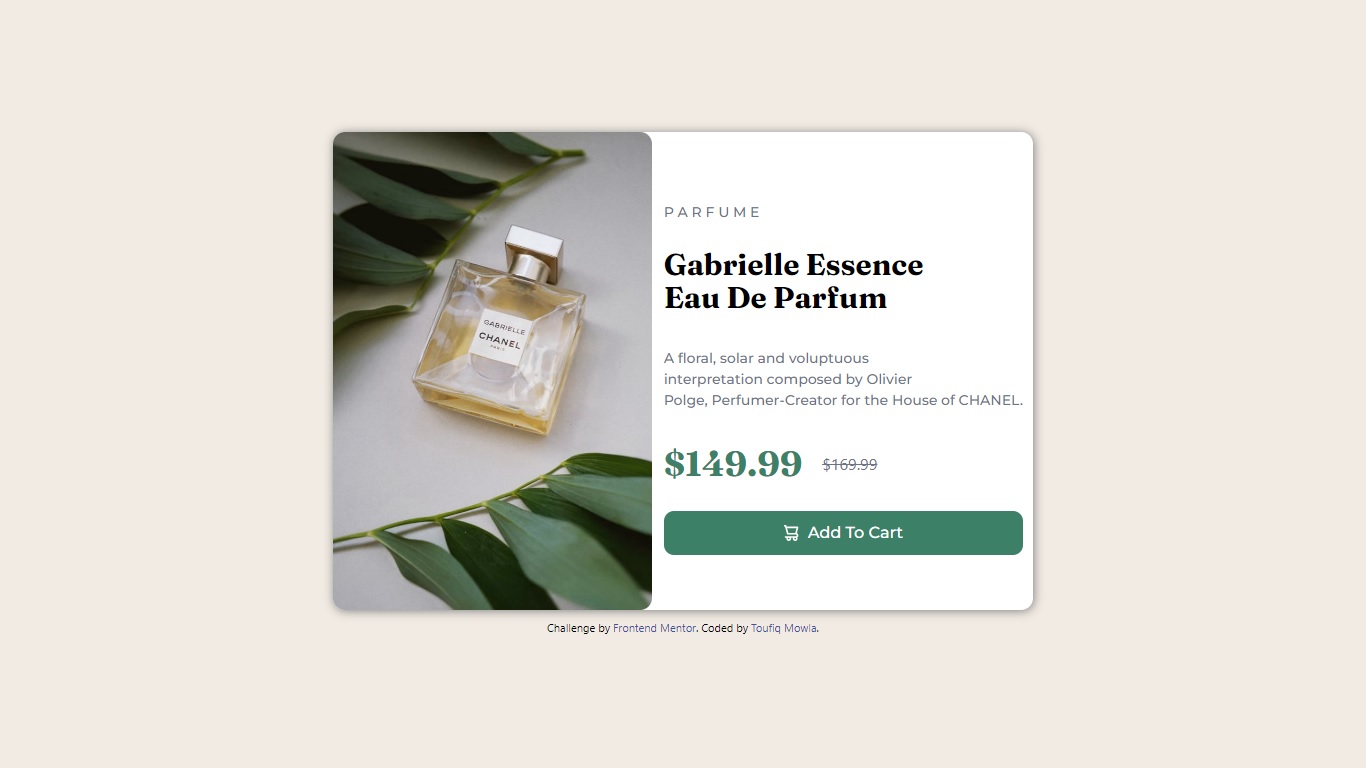 GABRIELLE
CHANEL
PARIS
PARFUME
Gabrielle Essence
Eau De Parfum
A floral, solar and voluptuous
interpretation composed by Olivier
Polge, Perfumer-Creator for the House of CHANEL.
$149.99 $169.99
Add To Cart
Challenge by Frontend Mentor. Coded by Toufiq Mowla.